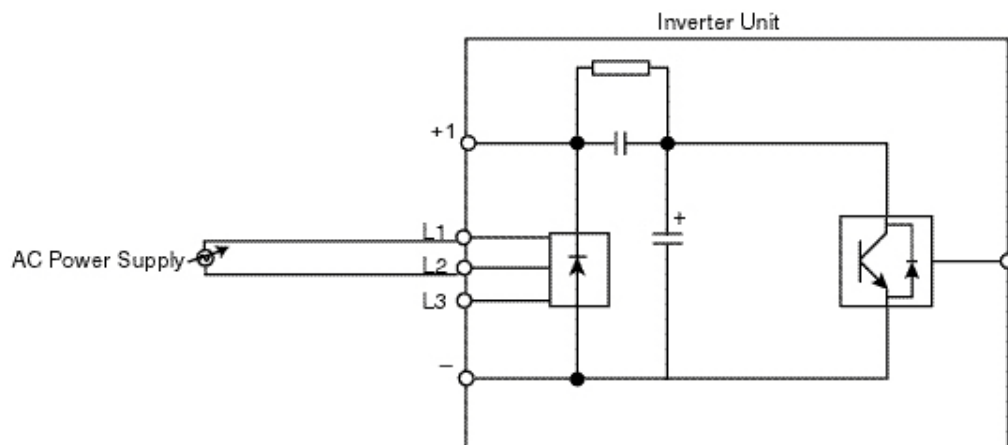 Inverter Unit
+1
+
L1
AC Power Supply
L2
L3
–